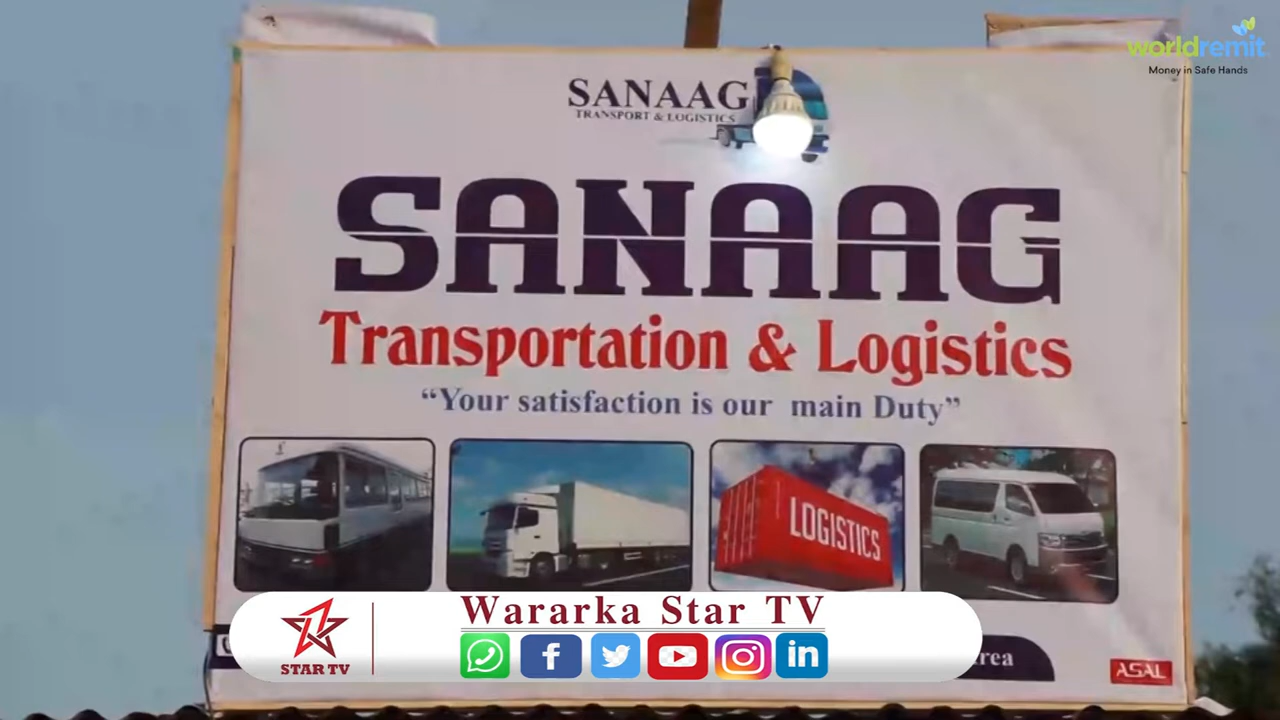 worldremit
Money in Safe Hands
SANAAG
TRANSPORT & LOGISTICS
SANAAG
Transportation & Logistics
“Your satisfaction is our main Duty”
LOGISTICS
Wararka Star TV
STAR TV
ASAL